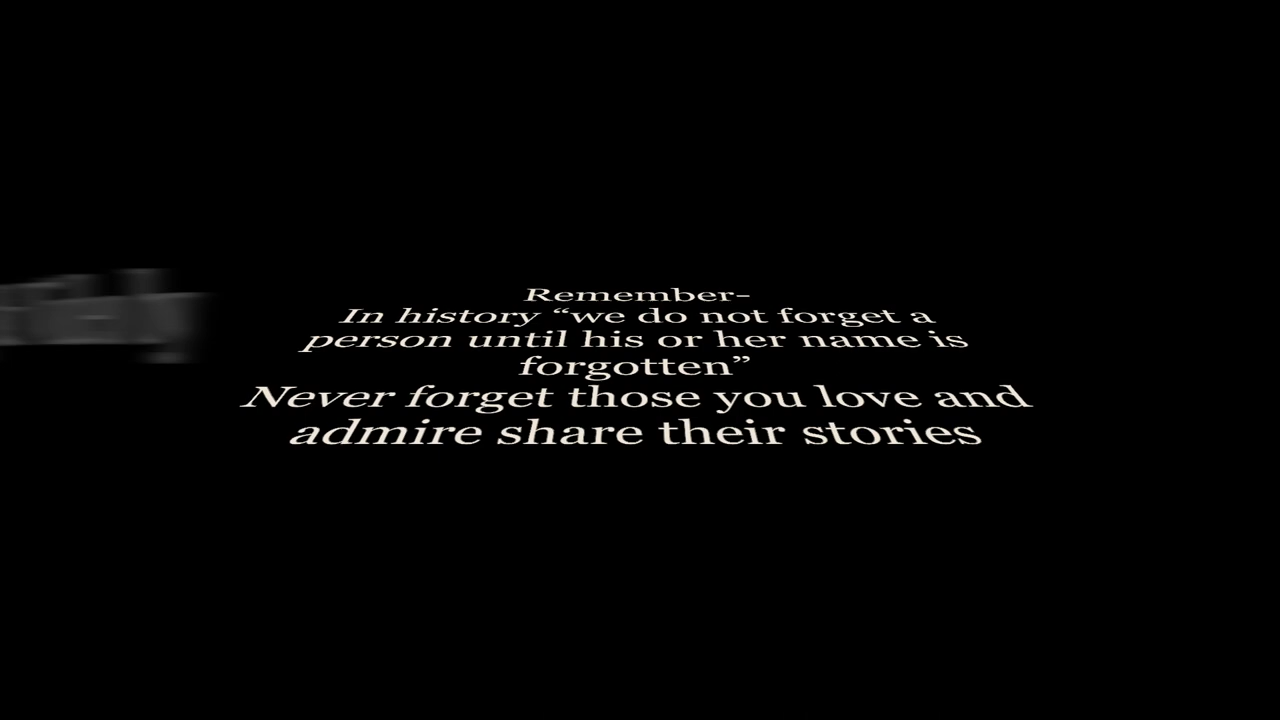 Remember-
In history “we do not forget a
person until his or her name is
forgotten”
Never forget those you love and
admire share their stories